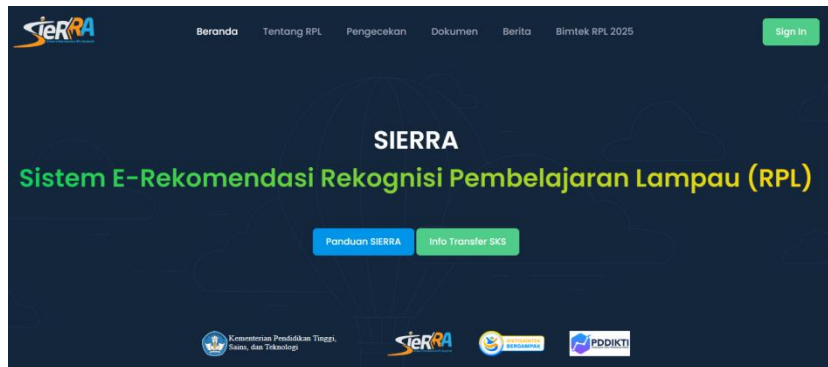 SIERRA
Beranda Tentang RPL Pengecekan Dokumen Berita Bimtek RPL 2025 Sign In
SIERRA
Sistem E-Rekomendasi Rekognisi Pembelajaran Lampau (RPL)
Panduan SIERRA Info Transfer SKS
Kementerian Pendidikan Tinggi,
Sains, dan Teknologi
SIERRA
BERDAMPAK
PDDIKTI